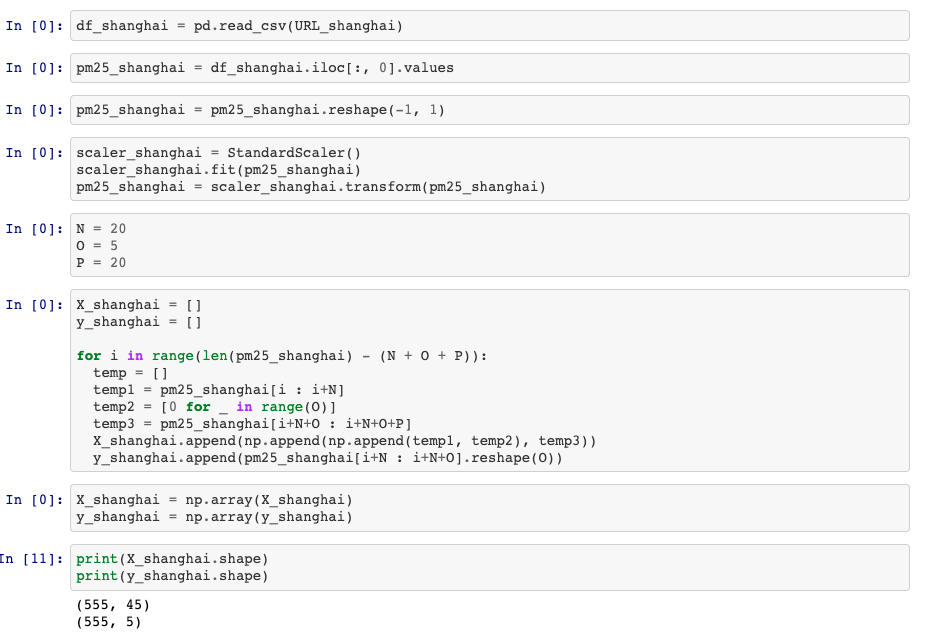 In [0]: df_shanghai = pd.read_csv(URL_shanghai)
In [0]: pm25_shanghai = df_shanghai.iloc[:, 0].values
In [0]: pm25_shanghai = pm25_shanghai.reshape(-1, 1)
In [0]: scaler_shanghai = StandardScaler()
scaler_shanghai.fit(pm25_shanghai)
pm25_shanghai = scaler_shanghai.transform(pm25_shanghai)
In [0]: N = 20
O = 5
P = 20
In [0]: X_shanghai = []
y_shanghai = []
for i in range(len(pm25_shanghai) - (N + O + P)):
  temp = []
  temp1 = pm25_shanghai[i : i+N]
  temp2 = [0 for _ in range(O)]
  temp3 = pm25_shanghai[i+N+O : i+N+O+P]
  X_shanghai.append(np.append(np.append(temp1, temp2), temp3))
  y_shanghai.append(pm25_shanghai[i+N : i+N+O].reshape(O))
In [0]: X_shanghai = np.array(X_shanghai)
y_shanghai = np.array(y_shanghai)
In [11]: print(X_shanghai.shape)
print(y_shanghai.shape)
(555, 45)
(555, 5)